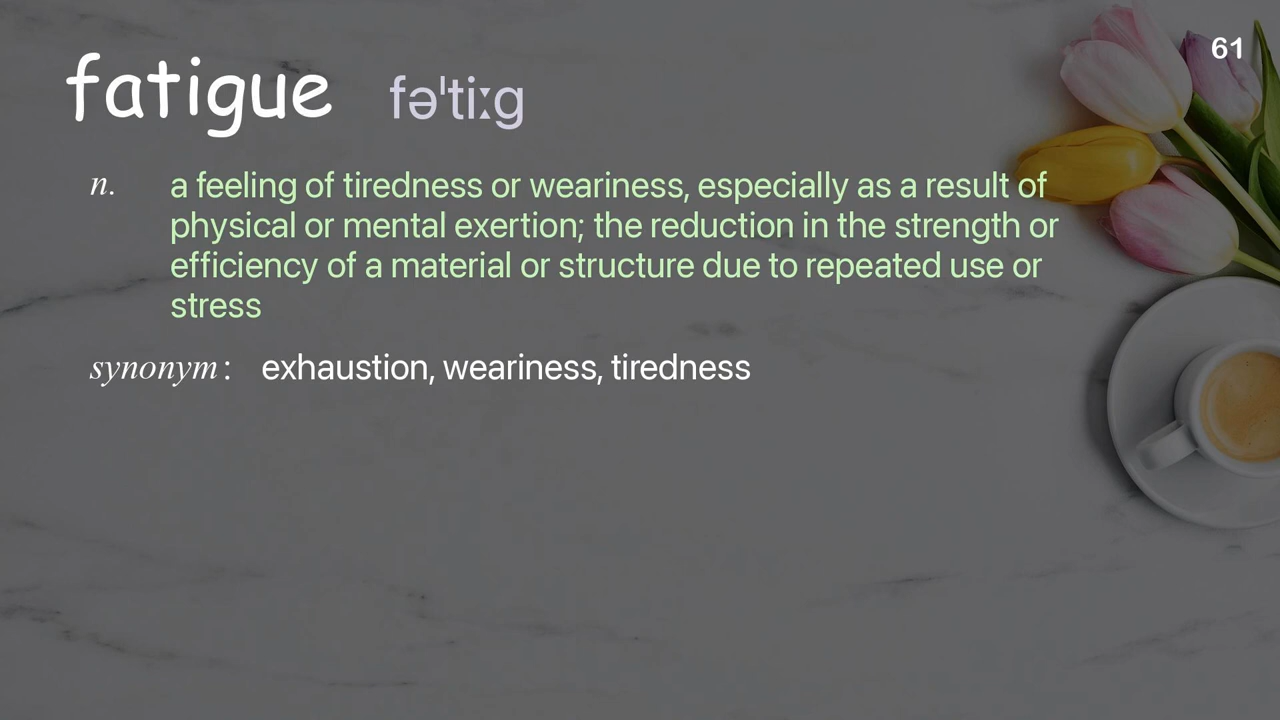 61
fatigue fəˈtiːg
n. a feeling of tiredness or weariness, especially as a result of
physical or mental exertion; the reduction in the strength or
efficiency of a material or structure due to repeated use or
stress
synonym: exhaustion, weariness, tiredness